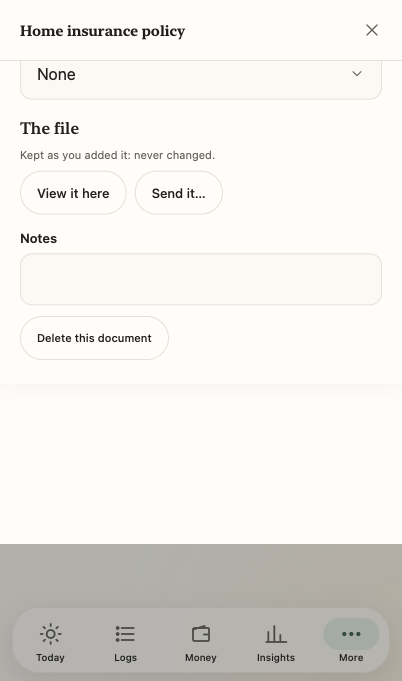 Home insurance policy
None
The file
Kept as you added it: never changed.
View it here
Send it...
Notes
Delete this document
Today
Logs
Money
Insights
More